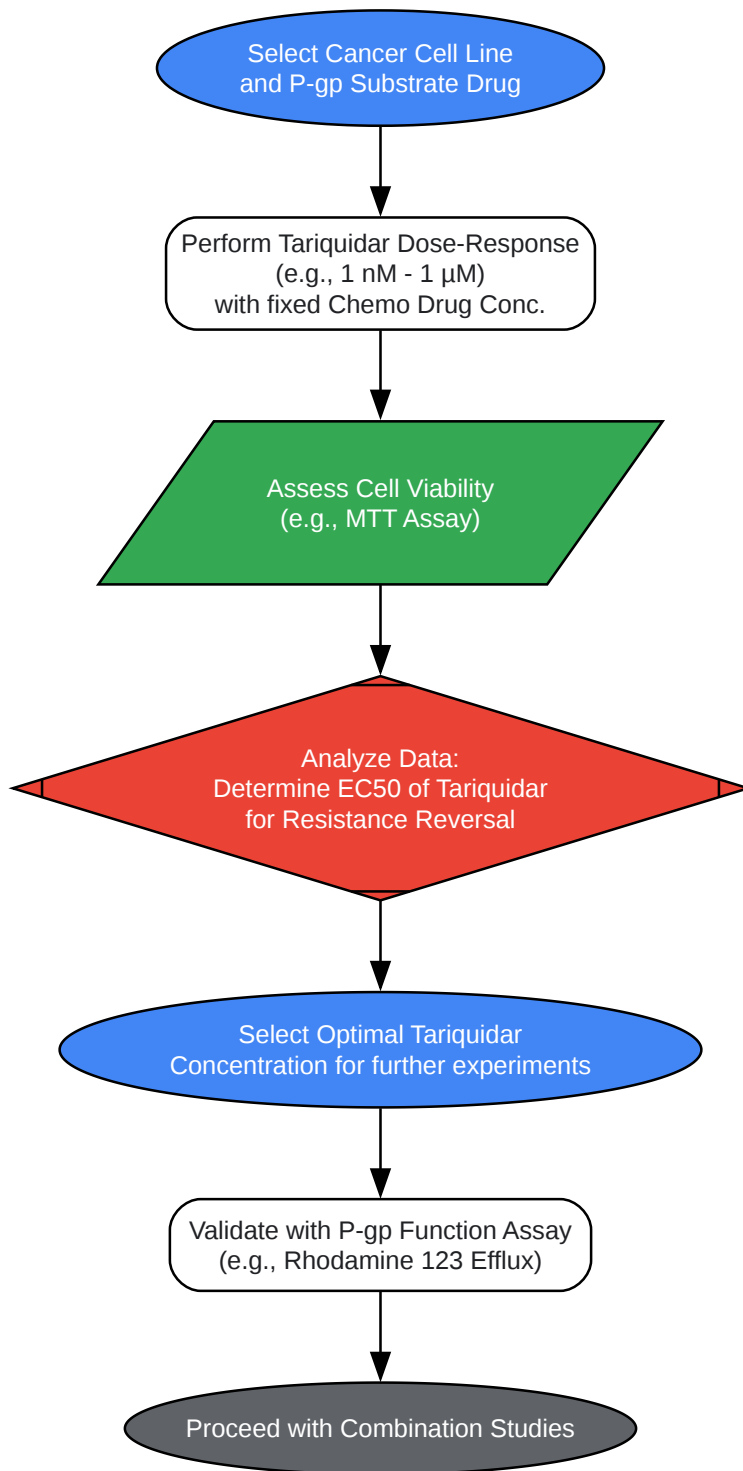 Select Cancer Cell Line
and P-gp Substrate Drug
Perform Tariquidar Dose-Response
(e.g., 1 nM - 1 µM)
with fixed Chemo Drug Conc.
Assess Cell Viability
(e.g., MTT Assay)
Analyze Data:
Determine EC50 of Tariquidar
for Resistance Reversal
Select Optimal Tariquidar
Concentration for further experiments
Validate with P-gp Function Assay
(e.g., Rhodamine 123 Efflux)
Proceed with Combination Studies